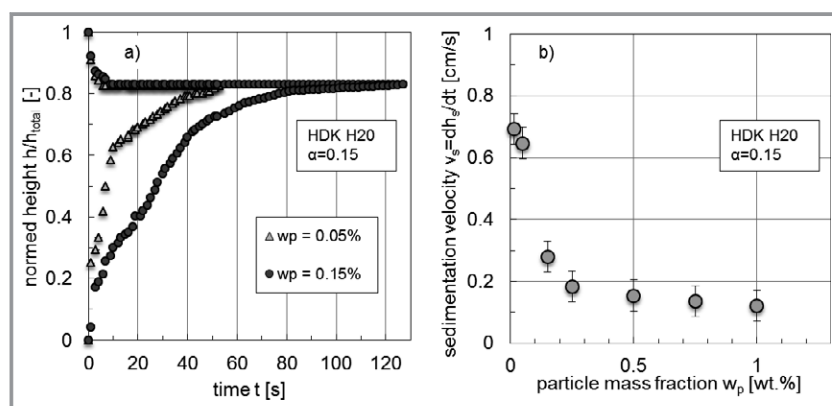 a)
normed height h/h_total [-]
1
0.8
0.6
0.4
0.2
0
HDK H20
α=0.15
wp = 0.05%
wp = 0.15%
0 20 40 60 80 100 120
time t [s]
b)
sedimentation velocity v_s=dh_s/dt [cm/s]
1
0.8
0.6
0.4
0.2
0
HDK H20
α=0.15
0 0.5 1
particle mass fraction w_p [wt.%]